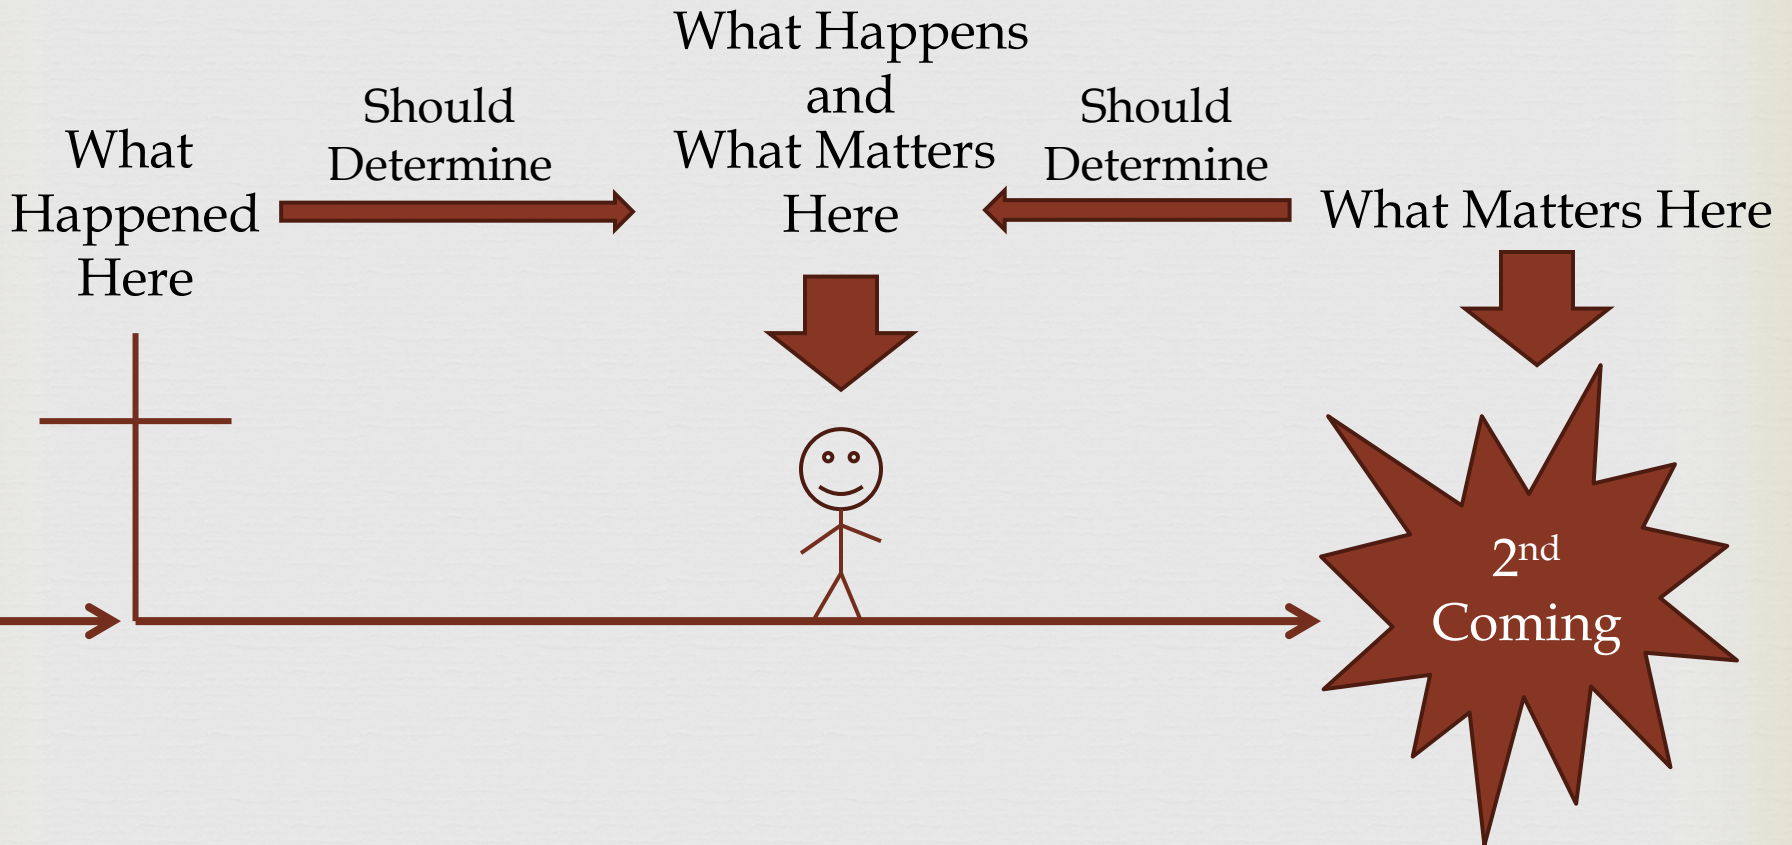 What
Happened
Here
Should
Determine
What Happens
and
What Matters
Here
Should
Determine
What Matters Here
2nd
Coming